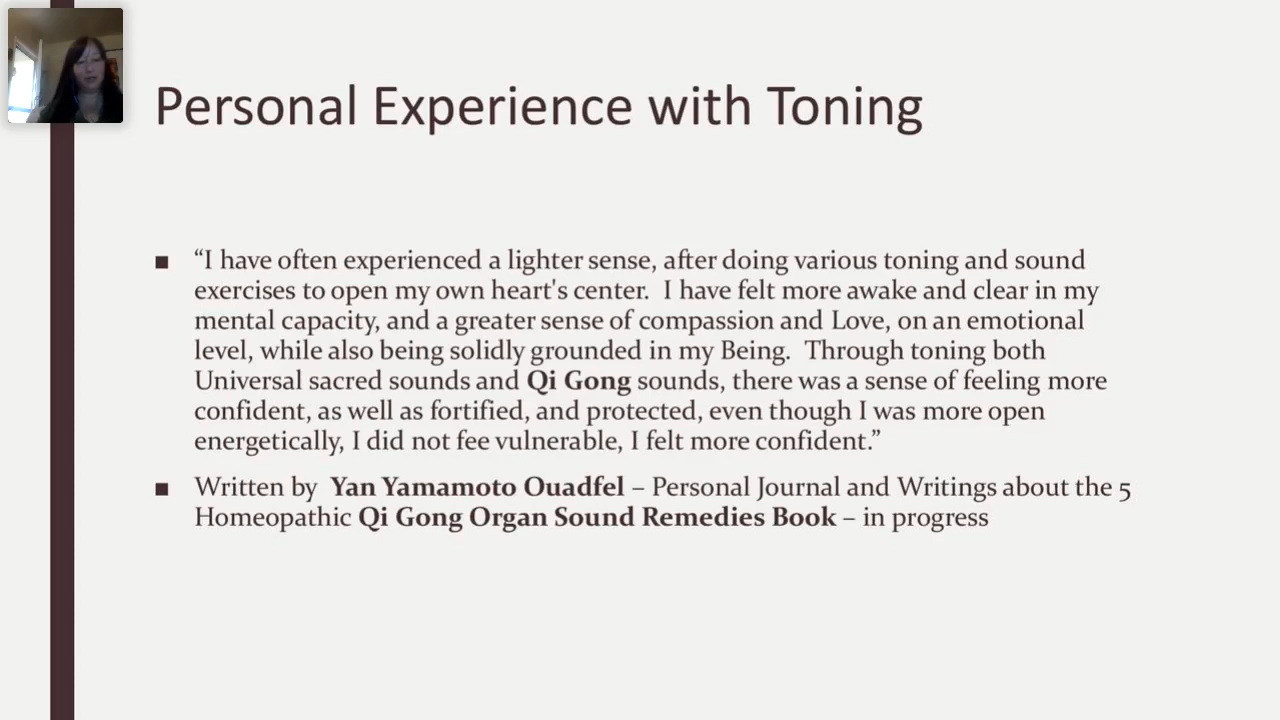 Personal Experience with Toning
▪ “I have often experienced a lighter sense, after doing various toning and sound
exercises to open my own heart's center.  I have felt more awake and clear in my
mental capacity, and a greater sense of compassion and Love, on an emotional
level, while also being solidly grounded in my Being.  Through toning both
Universal sacred sounds and Qi Gong sounds, there was a sense of feeling more
confident, as well as fortified, and protected, even though I was more open
energetically, I did not fee vulnerable, I felt more confident.”
▪ Written by  Yan Yamamoto Ouadfel – Personal Journal and Writings about the 5
Homeopathic Qi Gong Organ Sound Remedies Book – in progress